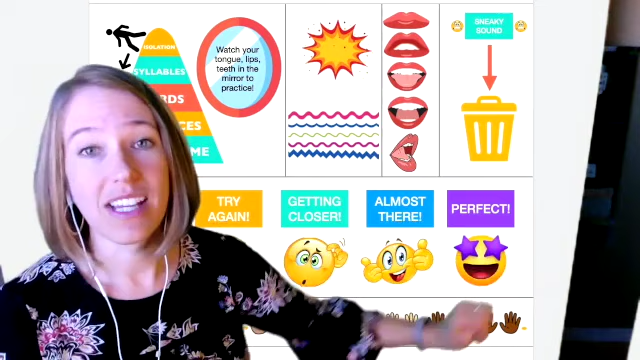 ISOLATION
SYLLABLES
Watch your
tongue, lips,
teeth in the
mirror to
practice!
SNEAKY
SOUND
TRY
AGAIN!
GETTING
CLOSER!
ALMOST
THERE!
PERFECT!